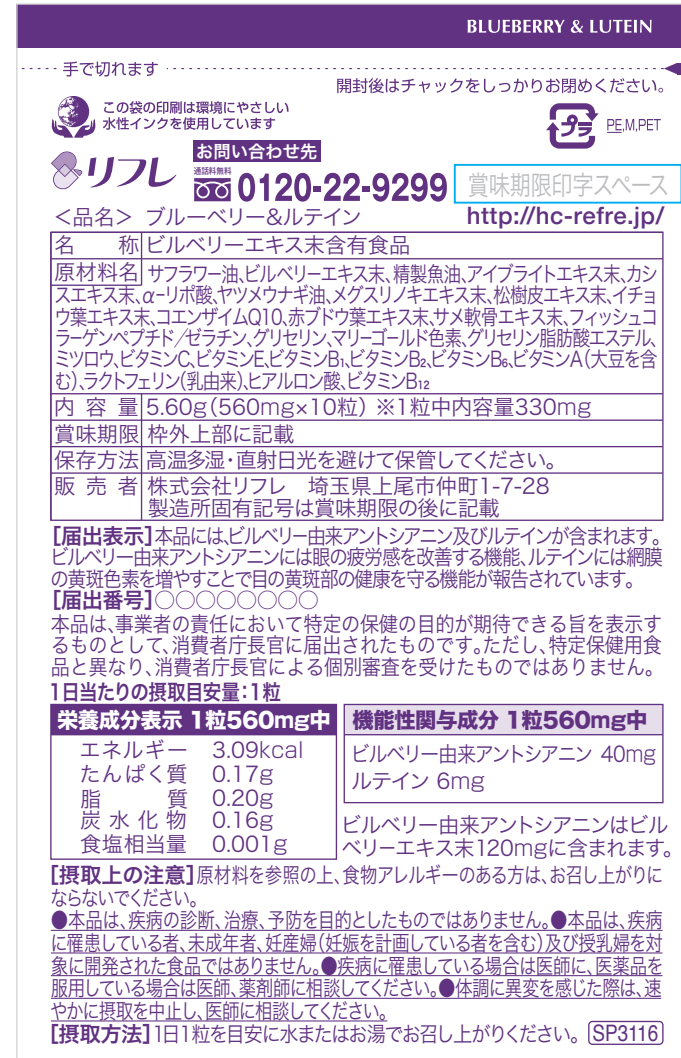 BLUEBERRY & LUTEIN
手で切れます
開封後はチャックをしっかりお閉めください。
この袋の印刷は環境にやさしい
水性インクを使用しています
プラ
PE,M,PET
リフレ
お問い合わせ先
通話料無料
0120-22-9299
賞味期限印字スペース
<品名> ブルーベリー&ルテイン
http://hc-refre.jp/
名 称 ビルベリーエキス末含有食品
原材料名 サフラワー油、ビルベリーエキス末、精製魚油、アイブライトエキス末、カシ
スエキス末、α-リポ酸、ヤツメウナギ油、メグスリノキエキス末、松樹皮エキス末、イチョ
ウ葉エキス末、コエンザイムQ10、赤ブドウ葉エキス末、サメ軟骨エキス末、フィッシュコ
ラーゲンペプチド/ゼラチン、グリセリン、マリーゴールド色素、グリセリン脂肪酸エステル、
ミツロウ、ビタミンC、ビタミンE、ビタミンB₁、ビタミンB₂、ビタミンB₆、ビタミンA(大豆を含
む)、ラクトフェリン(乳由来)、ヒアルロン酸、ビタミンB₁₂
内 容 量 5.60g(560mg×10粒) ※1粒中内容量330mg
賞味期限 枠外上部に記載
保存方法 高温多湿・直射日光を避けて保管してください。
販 売 者 株式会社リフレ 埼玉県上尾市仲町1-7-28
製造所固有記号は賞味期限の後に記載
[届出表示]本品には、ビルベリー由来アントシアニン及びルテインが含まれます。
ビルベリー由来アントシアニンには眼の疲労感を改善する機能、ルテインには網膜
の黄斑色素を増やすことで目の黄斑部の健康を守る機能が報告されています。
[届出番号]○○○○○○○○
本品は、事業者の責任において特定の保健の目的が期待できる旨を表示す
るものとして、消費者庁長官に届出されたものです。ただし、特定保健用食
品と異なり、消費者庁長官による個別審査を受けたものではありません。
1日当たりの摂取目安量:1粒
栄養成分表示 1粒560mg中
エネルギー 3.09kcal
たんぱく質 0.17g
脂 質 0.20g
炭水化物 0.16g
食塩相当量 0.001g
機能性関与成分 1粒560mg中
ビルベリー由来アントシアニン 40mg
ルテイン 6mg
ビルベリー由来アントシアニンはビル
ベリーエキス末120mgに含まれます。
[摂取上の注意]原材料を参照の上、食物アレルギーのある方は、お召し上がりに
ならないでください。
●本品は、疾病の診断、治療、予防を目的としたものではありません。●本品は、疾病
に罹患している者、未成年者、妊産婦(妊娠を計画している者を含む)及び授乳婦を対
象に開発された食品ではありません。●疾病に罹患している場合は医師に、医薬品を
服用している場合は医師、薬剤師に相談してください。●体調に異変を感じた際は、速
やかに摂取を中止し、医師に相談してください。
[摂取方法]1日1粒を目安に水またはお湯でお召し上がりください。 SP3116